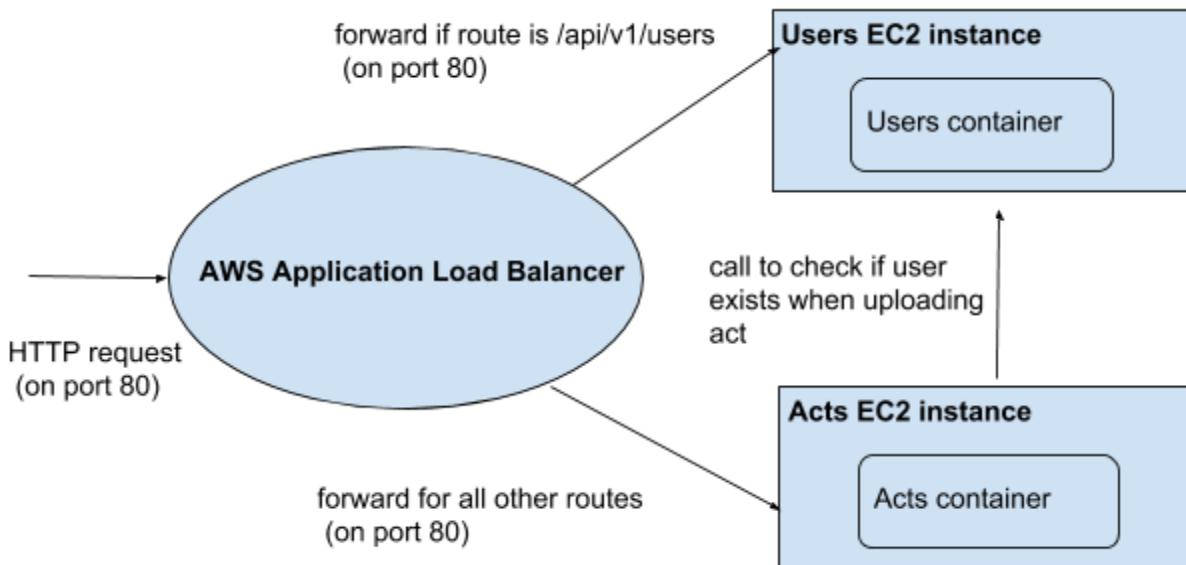 forward if route is /api/v1/users
(on port 80)
Users EC2 instance
Users container
AWS Application Load Balancer
HTTP request
(on port 80)
call to check if user
exists when uploading
act
forward for all other routes
(on port 80)
Acts EC2 instance
Acts container